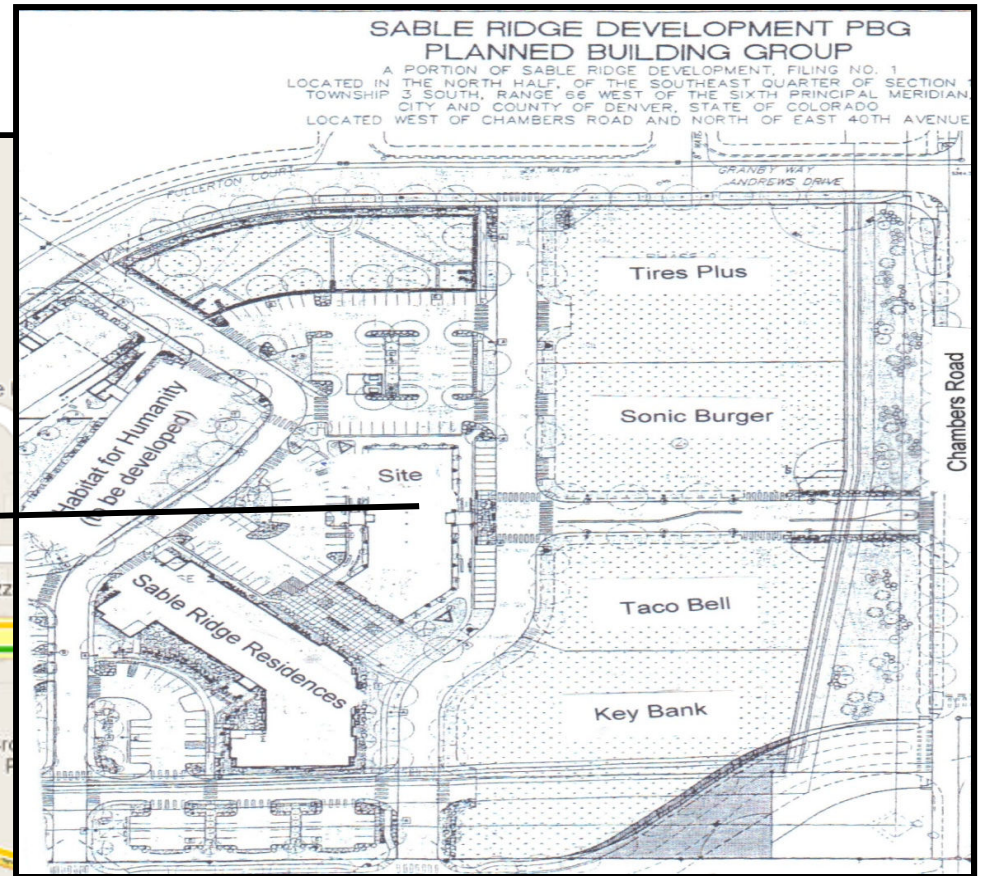 SABLE RIDGE DEVELOPMENT PBG
PLANNED BUILDING GROUP
A PORTION OF SABLE RIDGE DEVELOPMENT, FILING NO. 1
LOCATED IN THE NORTH HALF, OF THE SOUTHEAST QUARTER OF SECTION
TOWNSHIP 3 SOUTH, RANGE 66 WEST OF THE SIXTH PRINCIPAL MERIDIAN,
CITY AND COUNTY OF DENVER, STATE OF COLORADO
LOCATED WEST OF CHAMBERS ROAD AND NORTH OF EAST 40TH AVENUE
FULLERTON COURT
24" WATER
GRANBY WAY
ANDREWS DRIVE
Tires Plus
Sonic Burger
Chambers Road
Habitat for Humanity
(to be developed)
Site
Sable Ridge Residences
Taco Bell
Key Bank